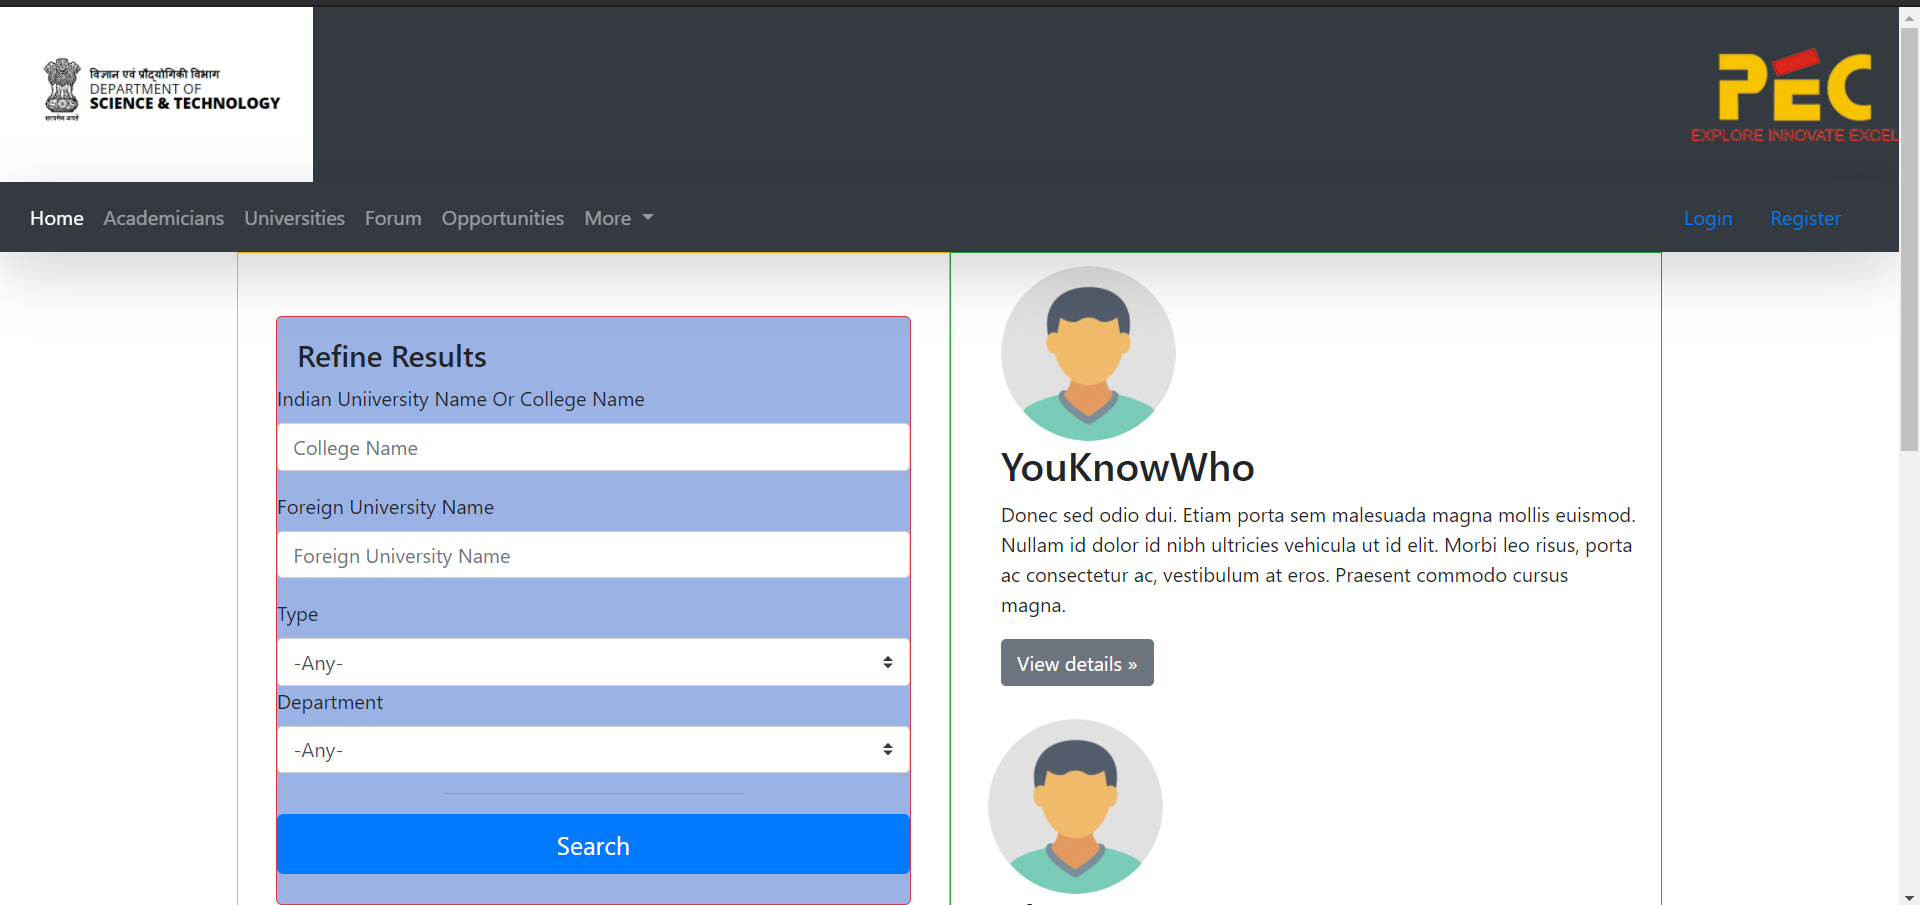 विज्ञान एवं प्रौद्योगिकी विभाग
DEPARTMENT OF
SCIENCE & TECHNOLOGY
सत्यमेव जयते
PEC
EXPLORE INNOVATE EXCEL
Home Academicians Universities Forum Opportunities More
Login Register
Refine Results
Indian Uniiversity Name Or College Name
College Name
Foreign University Name
Foreign University Name
Type
-Any-
Department
-Any-
Search
YouKnowWho
Donec sed odio dui. Etiam porta sem malesuada magna mollis euismod.
Nullam id dolor id nibh ultricies vehicula ut id elit. Morbi leo risus, porta
ac consectetur ac, vestibulum at eros. Praesent commodo cursus
magna.
View details »